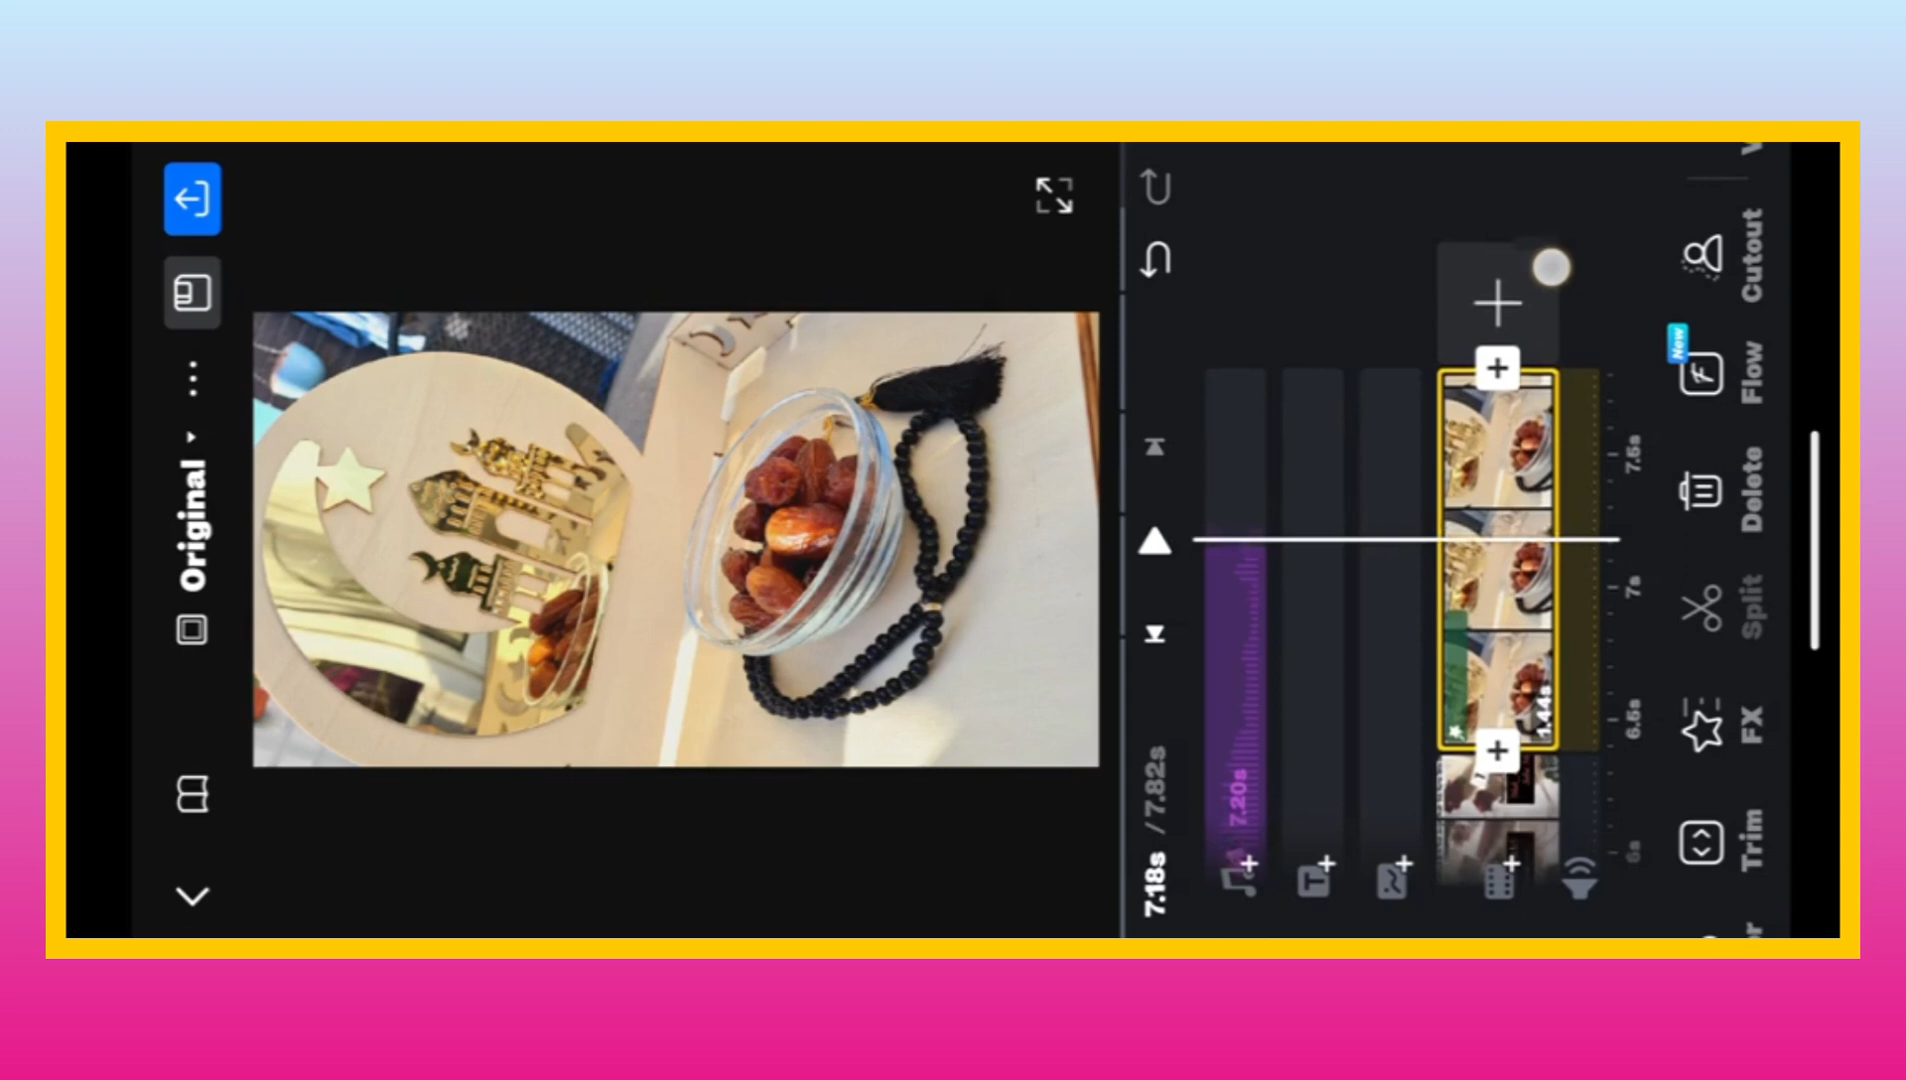 Original
7.18s / 7.82s
7.20s
1.44s
6s
6.5s
7s
7.5s
Trim
FX
Split
Delete
Flow
New
Cutout